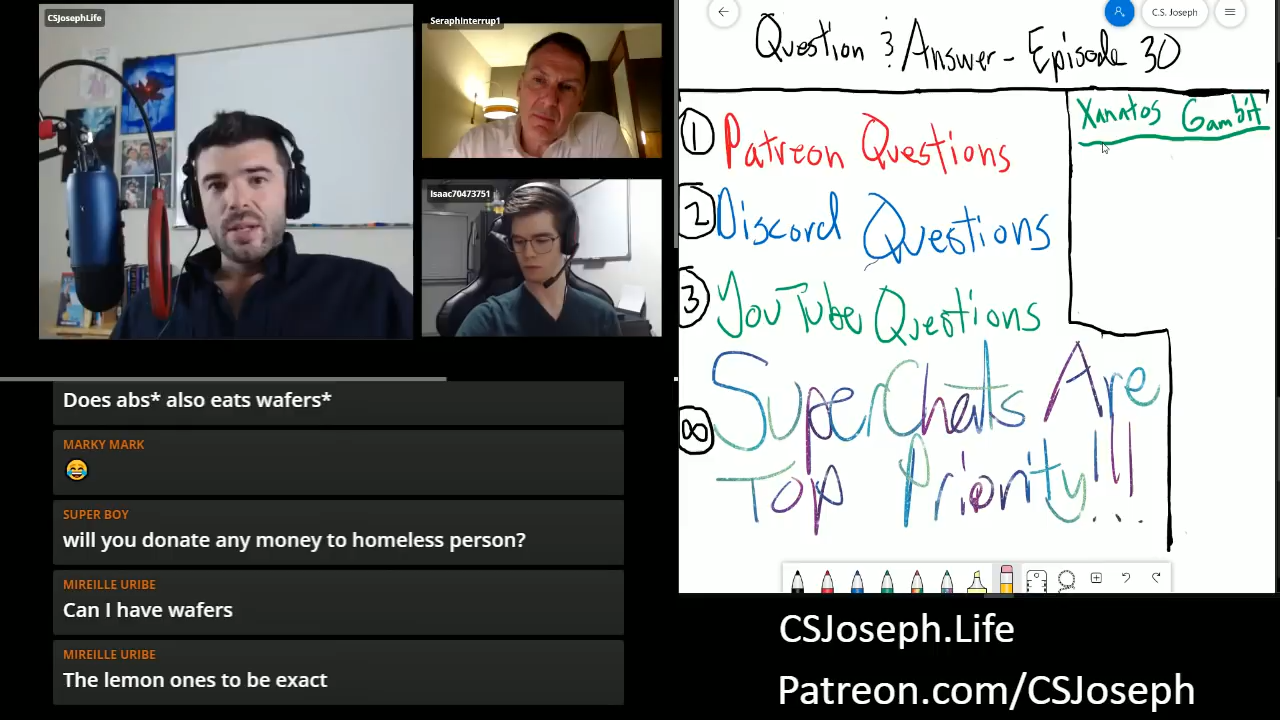 CSJosephLife
Seraphinterrup1
Isaac70473751
Does abs* also eats wafers*
MARKY MARK
SUPER BOY
will you donate any money to homeless person?
MIREILLE URIBE
Can I have wafers
MIREILLE URIBE
The lemon ones to be exact
C.S. Joseph
Question & Answer - Episode 30
Xanatos Gambit
1 Patreon Questions
2 Discord Questions
3 YouTube Questions
∞ SuperChats Are
Top Priority!!!...
CSJoseph.Life
Patreon.com/CSJoseph